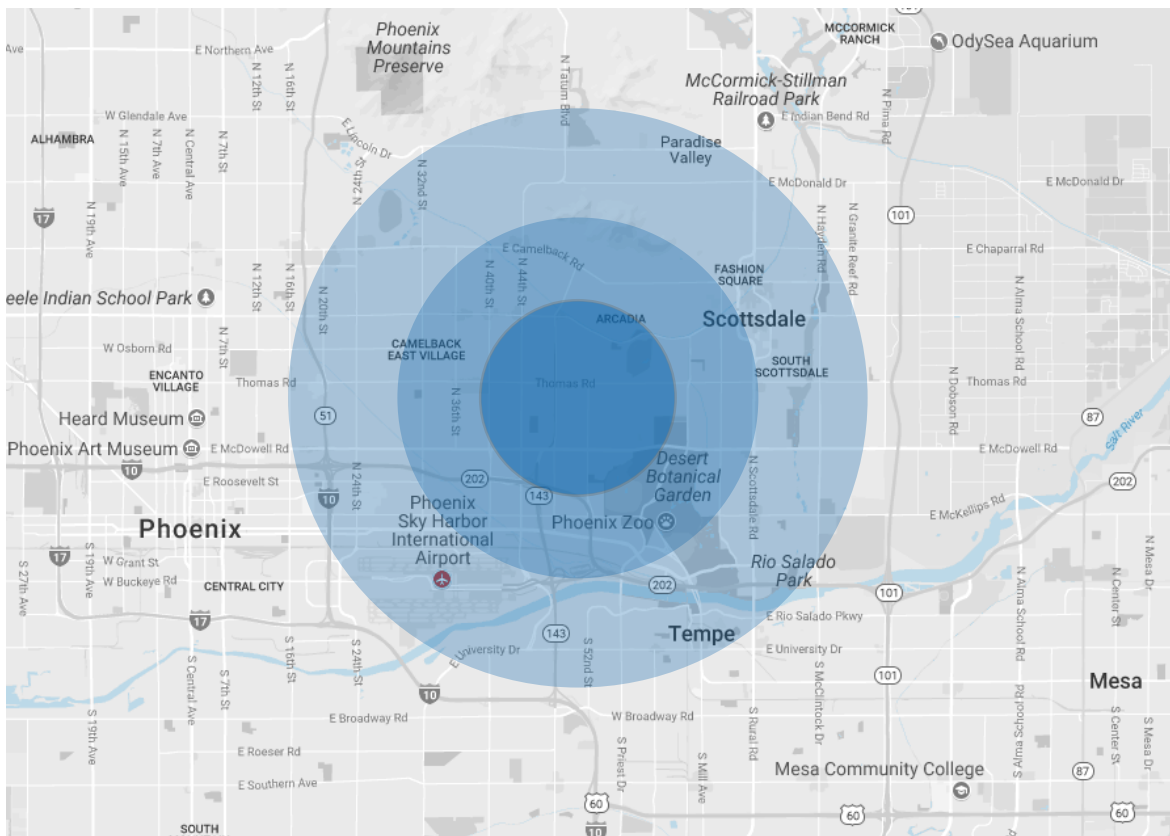 Phoenix
Mountains
Preserve
MCCORMICK
RANCH
101
OdySea Aquarium
Ave
E Northern Ave
N 12th St
N 16th St
N Tatum Blvd
McCormick-Stillman
Railroad Park
N Pima Rd
W Glendale Ave
E Indian Bend Rd
ALHAMBRA
N 15th Ave
N 7th Ave
N Central Ave
N 7th St
E Lincoln Dr
N 24th St
N 32nd St
Paradise
Valley
E McDonald Dr
E McDonald Dr
17
N 19th Ave
N Hayden Rd
N Granite Reef Rd
101
E Camelback Rd
E Chaparral Rd
N 12th St
N 16th St
N 20th St
N 40th St
N 44th St
FASHION
SQUARE
N Alma School Rd
eele Indian School Park
ARCADIA
Scottsdale
N 7th St
W Osborn Rd
CAMELBACK
EAST VILLAGE
SOUTH
SCOTTSDALE
ENCANTO
VILLAGE
Thomas Rd
Thomas Rd
Thomas Rd
N Dobson Rd
N 36th St
51
87
Salt River
Heard Museum
Phoenix Art Museum
E McDowell Rd
E McDowell Rd
10
E Roosevelt St
N 24th St
10
202
143
Desert
Botanical
Garden
N Scottsdale Rd
202
E McKellips Rd
Phoenix
Phoenix
Sky Harbor
International
Airport
Phoenix Zoo
17
W Grant St
W Buckeye Rd
S 27th Ave
S 19th Ave
CENTRAL CITY
Rio Salado
Park
202
101
N Alma School Rd
N Center St
N Mesa Dr
17
E Rio Salado Pkwy
143
Tempe
S 16th St
S 24th St
E University Dr
S 52nd St
E University Dr
101
S Central Ave
S 7th St
10
S McClintock Dr
Mesa
S 19th Ave
E Broadway Rd
W Broadway Rd
S Rural Rd
S Alma School Rd
S Center St
S Mesa Dr
E Roeser Rd
S Priest Dr
S Mill Ave
E Southern Ave
Mesa Community College
87
60
60
60
SOUTH
10